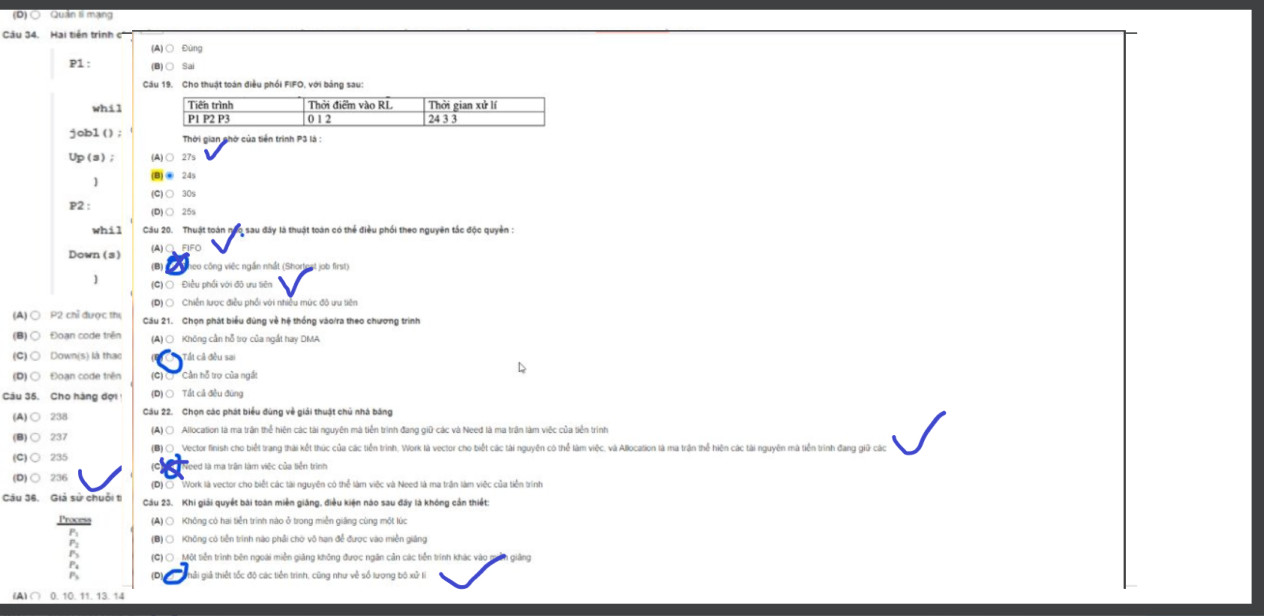 (D) Quản lí mạng
Câu 34. Hai tiến trình
P1:
whil
job1();
Up(s);
}
P2:
whil
Down(s)
}
(A) P2 chỉ được
(B) Đoạn code trên
(C) Down(s) là
(D) Đoạn code trên
Câu 35. Cho hàng đợi
(A) 238
(B) 237
(C) 235
(D) 236
Câu 36. Giả sử chuỗi
Process
P1
P2
P3
P4
P5
(A) 0, 10, 11, 13, 14
(A) Đúng
(B) Sai
Câu 19. Cho thuật toán điều phối FIFO, với bảng sau:
Tiến trình Thời điểm vào RL Thời gian xử lí
P1 P2 P3 0 1 2 24 3 3
Thời gian chờ của tiến trình P3 là :
(A) 27s
(B) 24s
(C) 30s
(D) 25s
Câu 20. Thuật toán nào sau đây là thuật toán có thể điều phối theo nguyên tắc độc quyền :
(A) FIFO
(B) Theo công việc ngắn nhất (Shortest job first)
(C) Điều phối với độ ưu tiên
(D) Chiến lược điều phối với nhiều mức độ ưu tiên
Câu 21. Chọn phát biểu đúng về hệ thống vào/ra theo chương trình
(A) Không cần hỗ trợ của ngắt hay DMA
(B) Tất cả đều sai
(C) Cần hỗ trợ của ngắt
(D) Tất cả đều đúng
Câu 22. Chọn các phát biểu đúng về giải thuật chủ nhà băng
(A) Allocation là ma trận thể hiện các tài nguyên mà tiến trình đang giữ các và Need là ma trận làm việc của tiến trình
(B) Vector finish cho biết trạng thái kết thúc của các tiến trình, Work là vector cho biết các tài nguyên có thể làm việc, và Allocation là ma trận thể hiện các tài nguyên mà tiến trình đang giữ các
(C) Need là ma trận làm việc của tiến trình
(D) Work là vector cho biết các tài nguyên có thể làm việc và Need là ma trận làm việc của tiến trình
Câu 23. Khi giải quyết bài toán miền găng, điều kiện nào sau đây là không cần thiết:
(A) Không có hai tiến trình nào ở trong miền găng cùng một lúc
(B) Không có tiến trình nào phải chờ vô hạn để được vào miền găng
(C) Một tiến trình bên ngoài miền găng không được ngăn cản các tiến trình khác vào miền găng
(D) Phải giả thiết tốc độ các tiến trình, cũng như về số lượng bộ xử lí